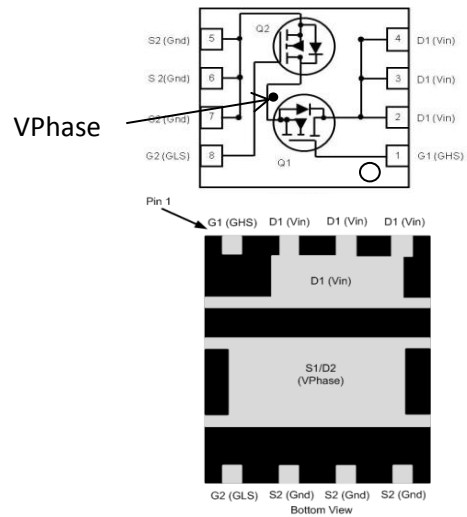 Q2
S2 (Gnd) 5 4 D1 (Vin)
S 2(Gnd) 6 3 D1 (Vin)
VPhase
S2 (Gnd) 7 2 D1 (Vin)
G2 (GLS) 8 1 G1 (GHS)
Q1
Pin 1
G1 (GHS) D1 (Vin) D1 (Vin) D1 (Vin)
D1 (Vin)
S1/D2
(VPhase)
G2 (GLS) S2 (Gnd) S2 (Gnd) S2 (Gnd)
Bottom View